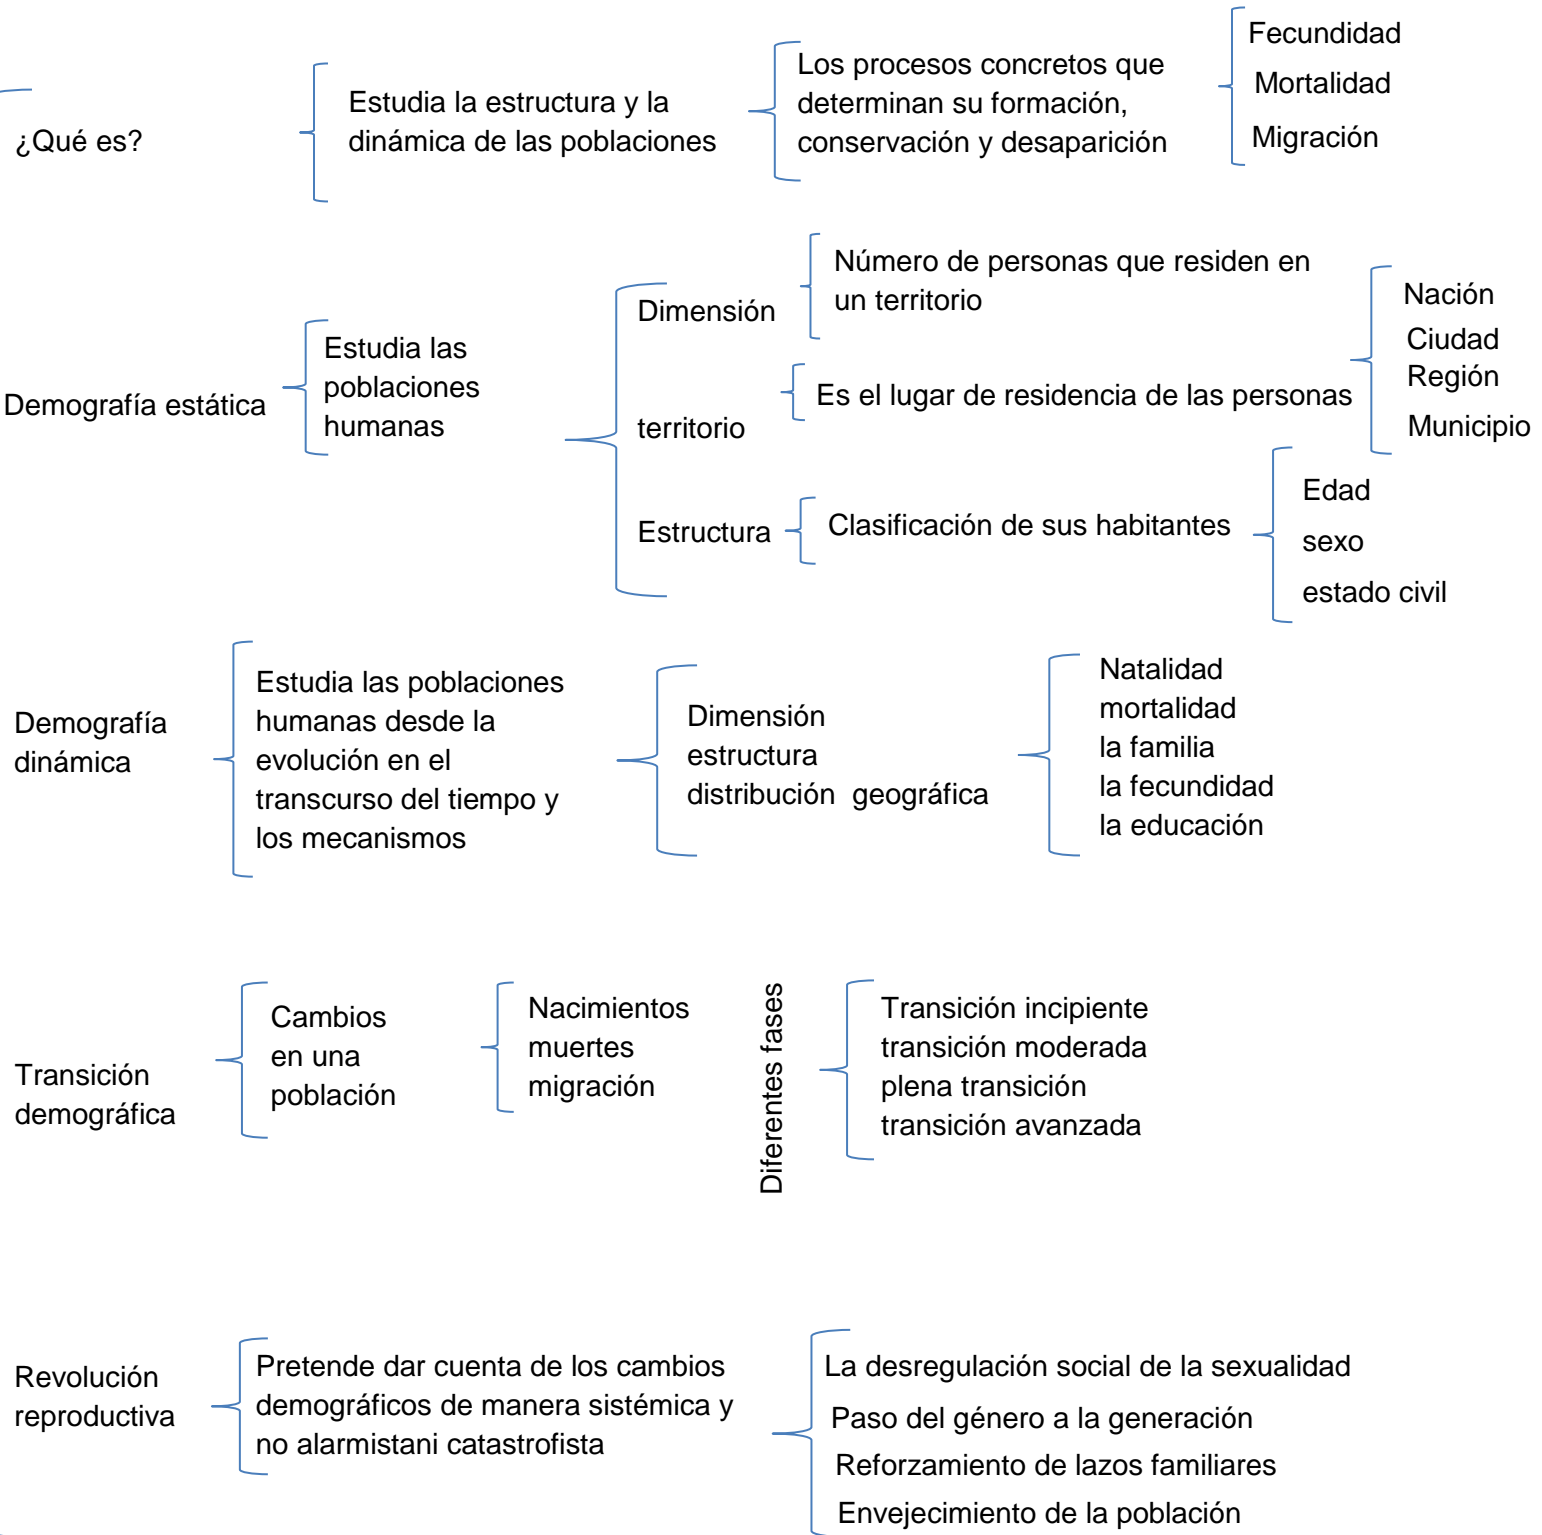 ¿Qué es?
Estudia la estructura y la
dinámica de las poblaciones
Los procesos concretos que
determinan su formación,
conservación y desaparición
Fecundidad
Mortalidad
Migración
Demografía estática
Estudia las
poblaciones
humanas
Dimensión
Número de personas que residen en
un territorio
territorio
Es el lugar de residencia de las personas
Nación
Ciudad
Región
Municipio
Estructura
Clasificación de sus habitantes
Edad
sexo
estado civil
Demografía
dinámica
Estudia las poblaciones
humanas desde la
evolución en el
transcurso del tiempo y
los mecanismos
Dimensión
estructura
distribución  geográfica
Natalidad
mortalidad
la familia
la fecundidad
la educación
Transición
demográfica
Cambios
en una
población
Nacimientos
muertes
migración
Diferentes fases
Transición incipiente
transición moderada
plena transición
transición avanzada
Revolución
reproductiva
Pretende dar cuenta de los cambios
demográficos de manera sistémica y
no alarmistani catastrofista
La desregulación social de la sexualidad
Paso del género a la generación
Reforzamiento de lazos familiares
Envejecimiento de la población